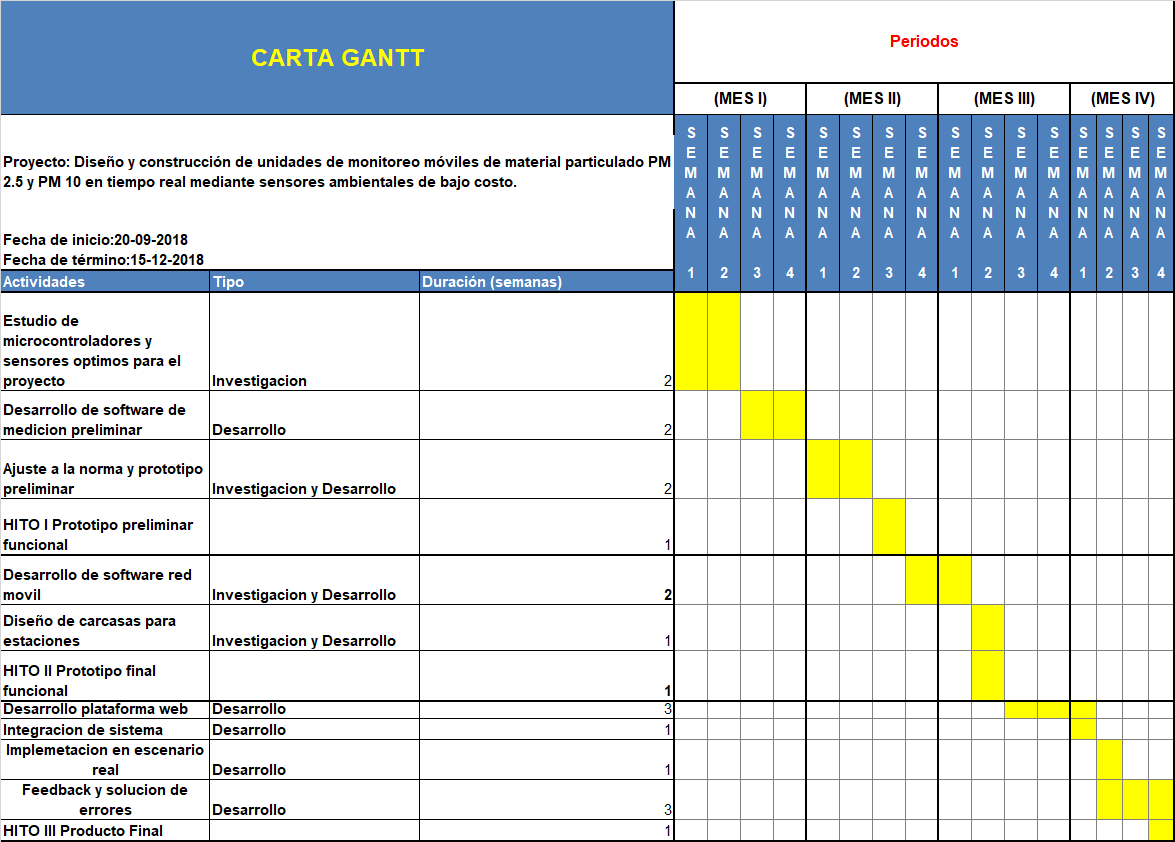 CARTA GANTT
Periodos
(MES I) (MES II) (MES III) (MES IV)
Proyecto: Diseño y construcción de unidades de monitoreo móviles de material particulado PM
2.5 y PM 10 en tiempo real mediante sensores ambientales de bajo costo.
Fecha de inicio:20-09-2018
Fecha de término:15-12-2018
SEMANA 1 SEMANA 2 SEMANA 3 SEMANA 4 SEMANA 1 SEMANA 2 SEMANA 3 SEMANA 4 SEMANA 1 SEMANA 2 SEMANA 3 SEMANA 4 SEMANA 1 SEMANA 2 SEMANA 3 SEMANA 4
Actividades Tipo Duración (semanas)
Estudio de
microcontroladores y
sensores optimos para el
proyecto Investigacion 2
Desarrollo de software de
medicion preliminar Desarrollo 2
Ajuste a la norma y prototipo
preliminar Investigacion y Desarrollo 2
HITO I Prototipo preliminar
funcional 1
Desarrollo de software red
movil Investigacion y Desarrollo 2
Diseño de carcasas para
estaciones Investigacion y Desarrollo 1
HITO II Prototipo final
funcional 1
Desarrollo plataforma web Desarrollo 3
Integracion de sistema Desarrollo 1
Implemetacion en escenario
real Desarrollo 1
Feedback y solucion de
errores Desarrollo 3
HITO III Producto Final 1